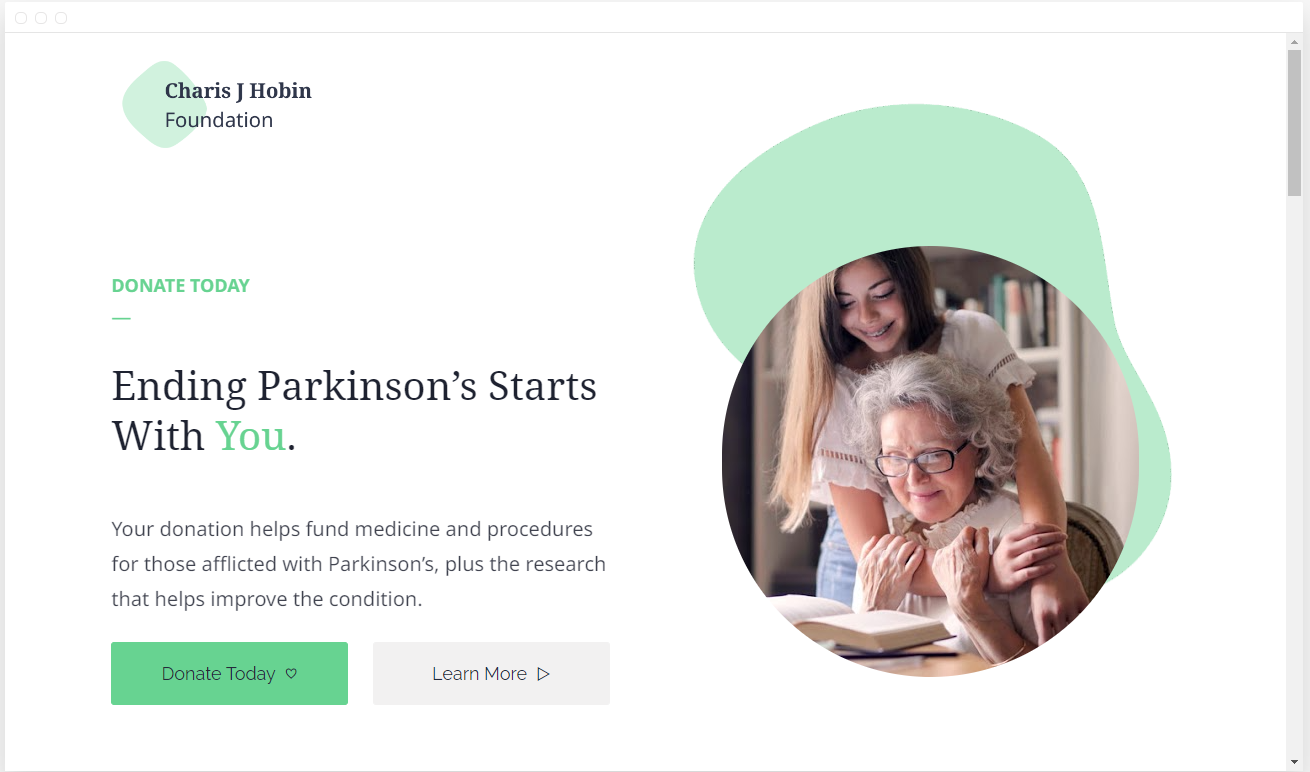 Charis J Hobin
Foundation
DONATE TODAY
—
Ending Parkinson’s Starts
With You.
Your donation helps fund medicine and procedures
for those afflicted with Parkinson’s, plus the research
that helps improve the condition.
Donate Today ♡
Learn More ▷